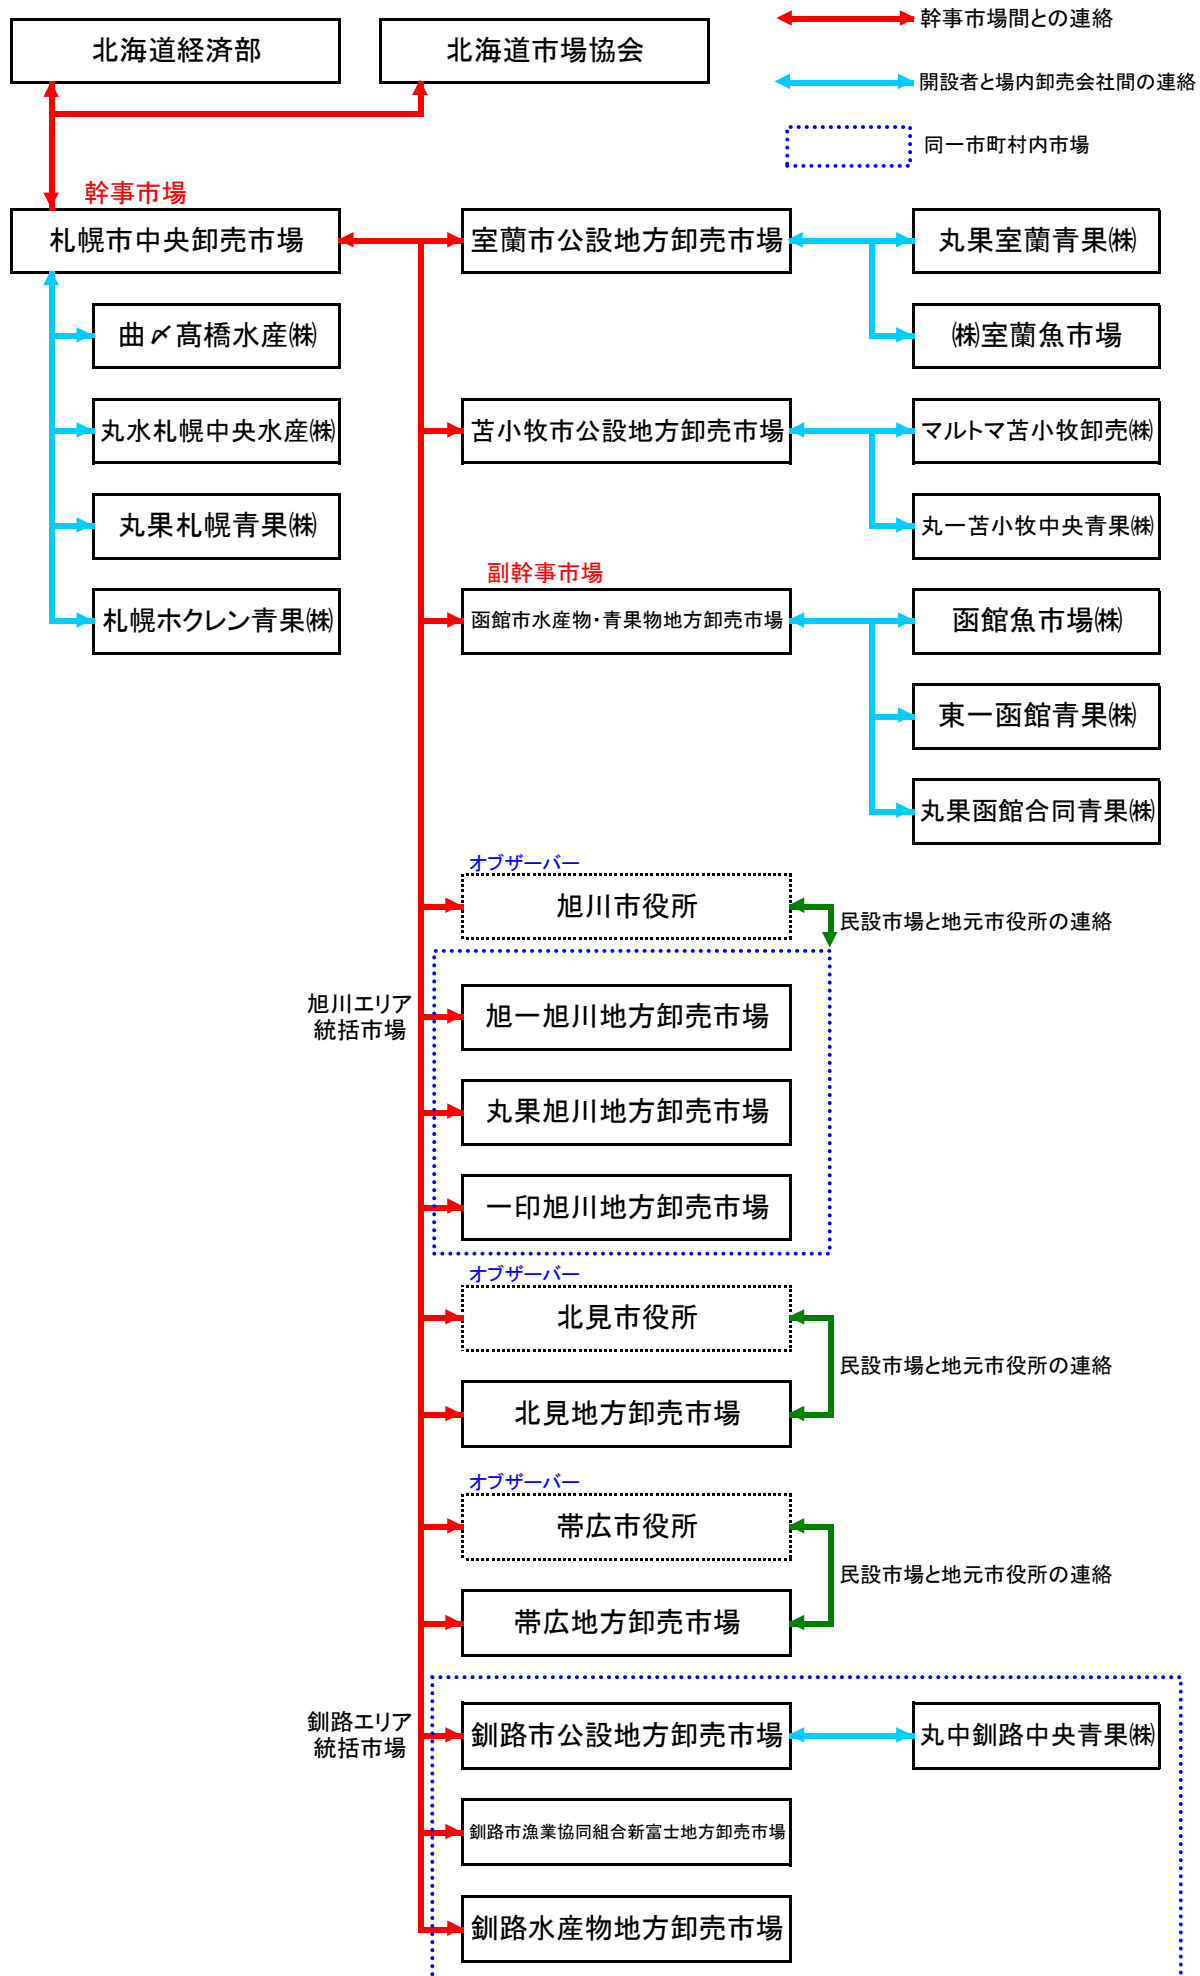 北海道経済部
北海道市場協会
幹事市場間との連絡
開設者と場内卸売会社間の連絡
同一市町村内市場
幹事市場
札幌市中央卸売市場
室蘭市公設地方卸売市場
丸果室蘭青果㈱
曲〆髙橋水産㈱
㈱室蘭魚市場
丸水札幌中央水産㈱
苫小牧市公設地方卸売市場
マルトマ苫小牧卸売㈱
丸果札幌青果㈱
丸一苫小牧中央青果㈱
副幹事市場
札幌ホクレン青果㈱
函館市水産物・青果物地方卸売市場
函館魚市場㈱
東一函館青果㈱
丸果函館合同青果㈱
オブザーバー
旭川市役所
民設市場と地元市役所の連絡
旭川エリア
統括市場
旭一旭川地方卸売市場
丸果旭川地方卸売市場
一印旭川地方卸売市場
オブザーバー
北見市役所
民設市場と地元市役所の連絡
北見地方卸売市場
オブザーバー
帯広市役所
民設市場と地元市役所の連絡
帯広地方卸売市場
釧路エリア
統括市場
釧路市公設地方卸売市場
丸中釧路中央青果㈱
釧路市漁業協同組合新富士地方卸売市場
釧路水産物地方卸売市場